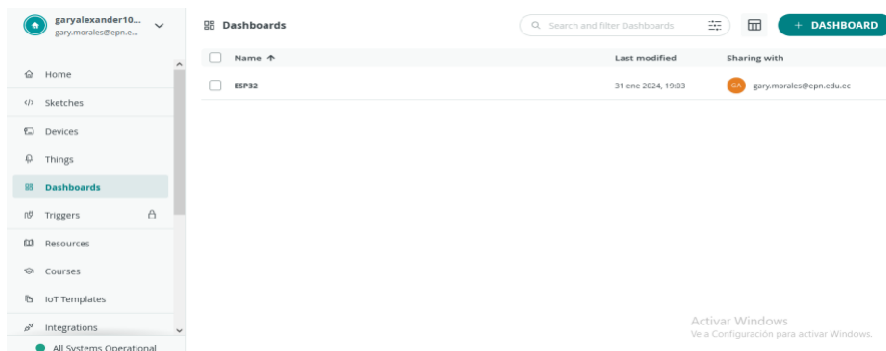 garyalexander10...
gary.morales@epn.e...
Dashboards
Search and filter Dashboards
+ DASHBOARD
Name ↑
Last modified
Sharing with
ESP32
31 ene 2024, 19:03
GA
gary.morales@epn.edu.ec
Home
Sketches
Devices
Things
Dashboards
Triggers
Resources
Courses
IoT Templates
Integrations
All Systems Operational
Activar Windows
Ve a Configuración para activar Windows.